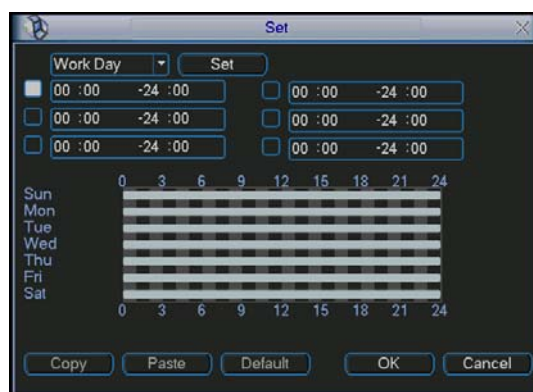 Set
Work Day Set
00 :00 -24 :00 00 :00 -24 :00
00 :00 -24 :00 00 :00 -24 :00
00 :00 -24 :00 00 :00 -24 :00
0 3 6 9 12 15 18 21 24
Sun
Mon
Tue
Wed
Thu
Fri
Sat
0 3 6 9 12 15 18 21 24
Copy Paste Default OK Cancel